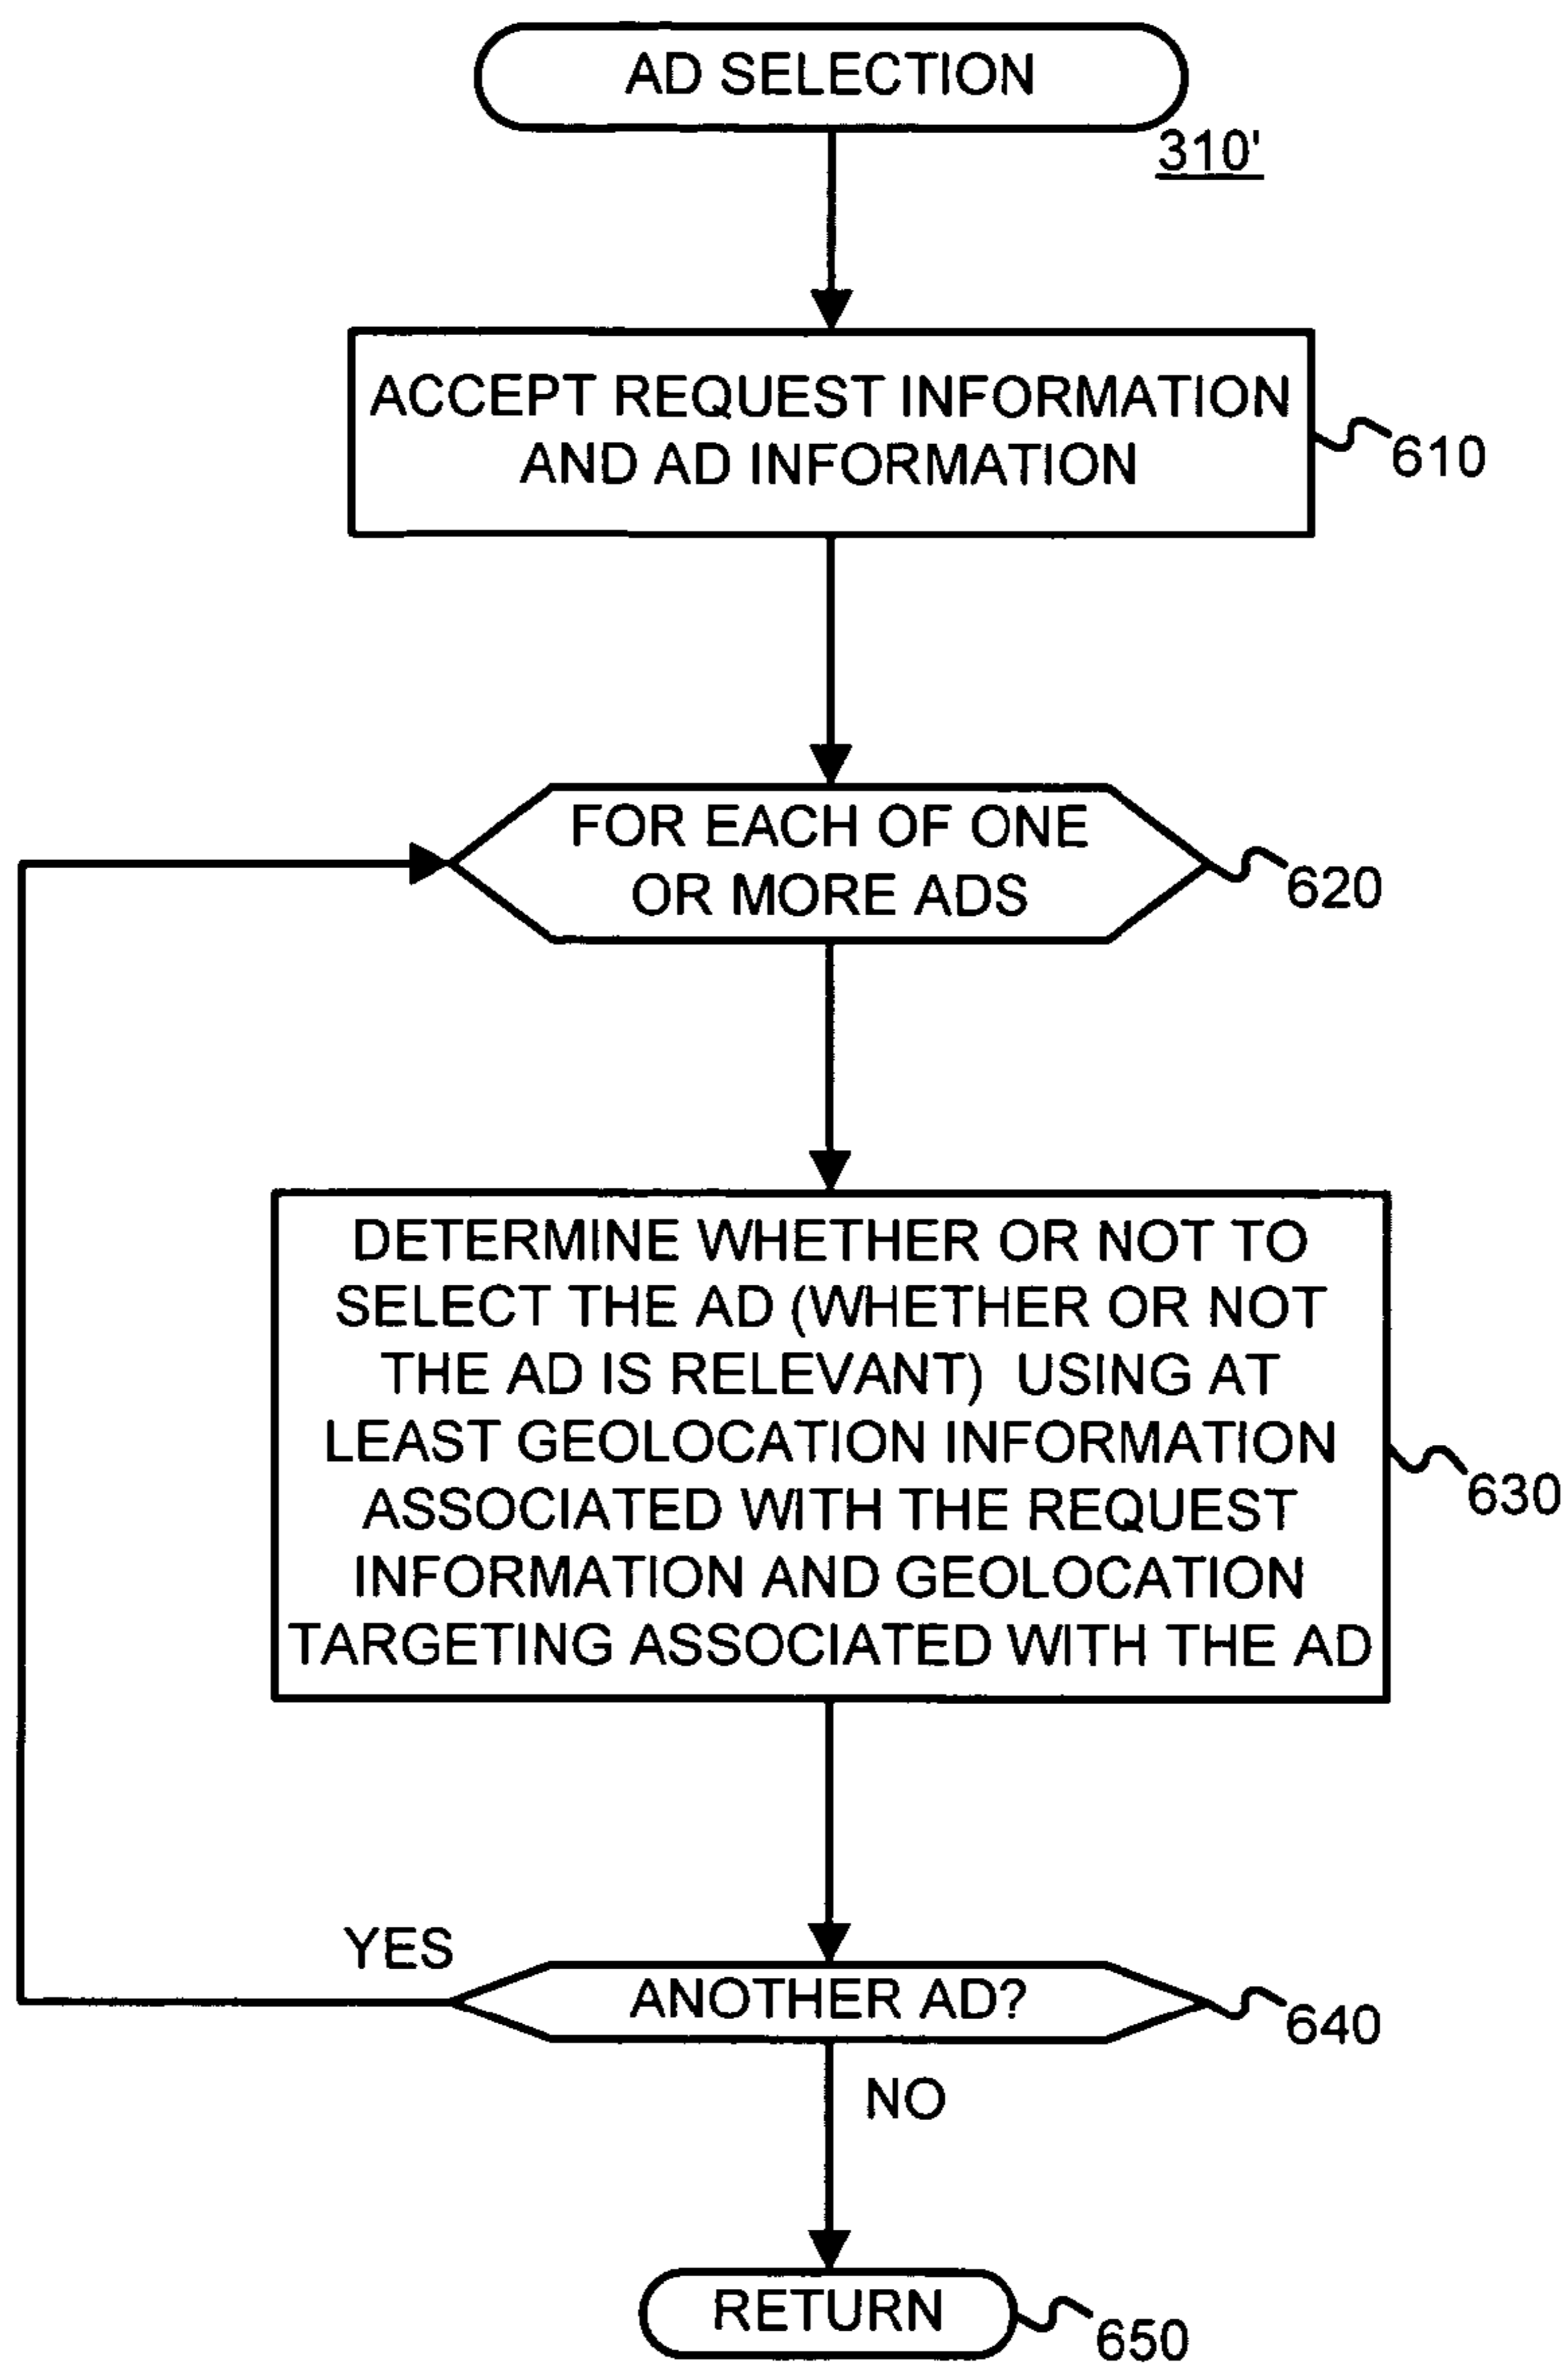 AD SELECTION
310'
ACCEPT REQUEST INFORMATION
AND AD INFORMATION
610
FOR EACH OF ONE
OR MORE ADS
620
DETERMINE WHETHER OR NOT TO
SELECT THE AD (WHETHER OR NOT
THE AD IS RELEVANT) USING AT
LEAST GEOLOCATION INFORMATION
ASSOCIATED WITH THE REQUEST
INFORMATION AND GEOLOCATION
TARGETING ASSOCIATED WITH THE AD
630
YES
ANOTHER AD?
640
NO
RETURN
650